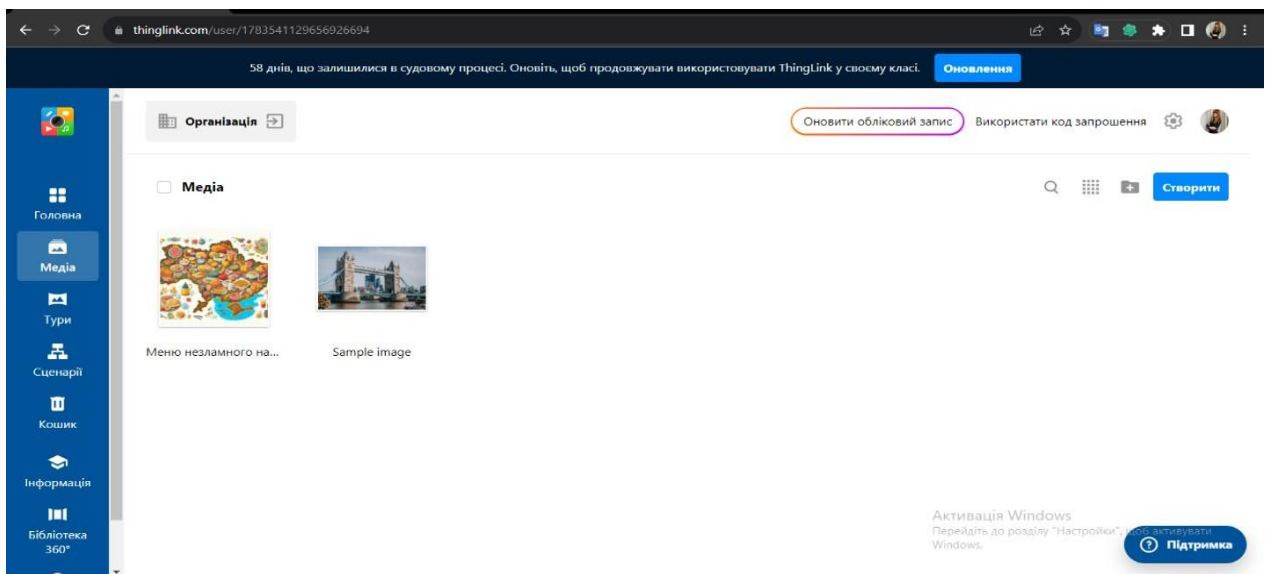 thinglink.com/user/1783541129656926694
58 днів, що залишилися в судовому процесі. Оновіть, щоб продовжувати використовувати ThingLink у своєму класі.
Оновлення
Організація
Оновити обліковий запис
Використати код запрошення
Медіа
Створити
Головна
Медіа
Тури
Сценарії
Кошик
Інформація
Бібліотека
360°
Меню незламного на...
Sample image
Активація Windows
Перейдіть до розділу "Настройки", щоб активувати
Windows.
Підтримка